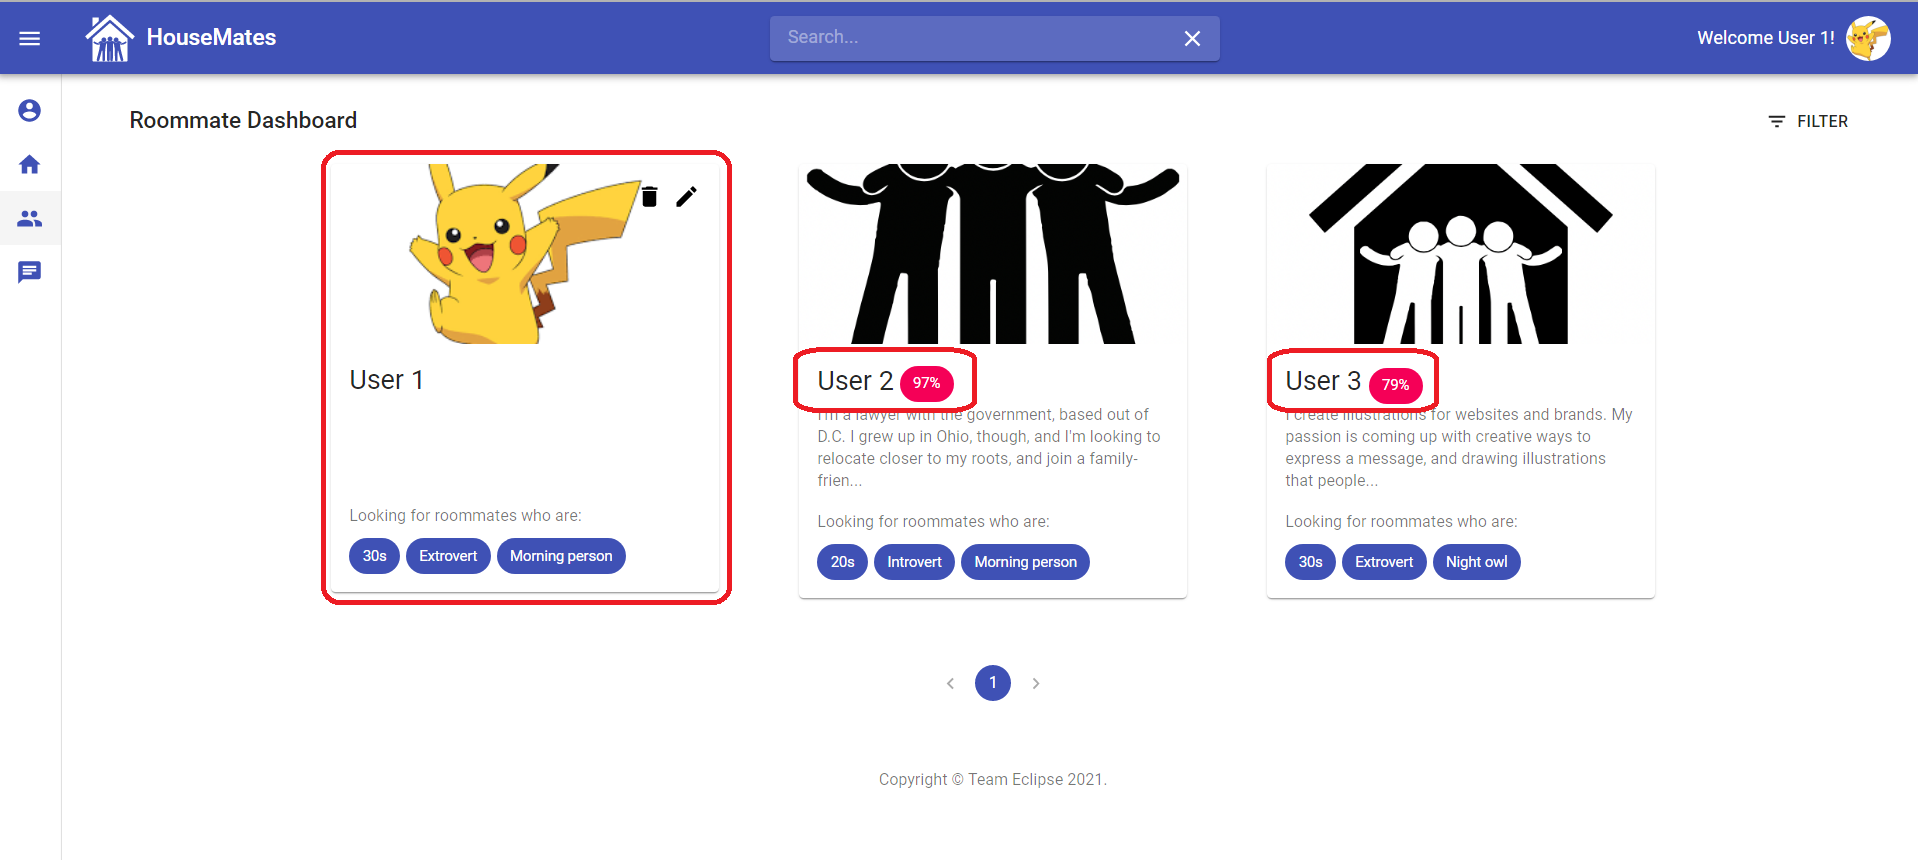 HouseMates
Search...
Welcome User 1!
Roommate Dashboard
FILTER
User 1
Looking for roommates who are:
30s Extrovert Morning person
User 2 97%
I'm a lawyer with the government, based out of
D.C. I grew up in Ohio, though, and I'm looking to
relocate closer to my roots, and join a family-
frien...
Looking for roommates who are:
20s Introvert Morning person
User 3 79%
I create illustrations for websites and brands. My
passion is coming up with creative ways to
express a message, and drawing illustrations
that people...
Looking for roommates who are:
30s Extrovert Night owl
1
Copyright © Team Eclipse 2021.